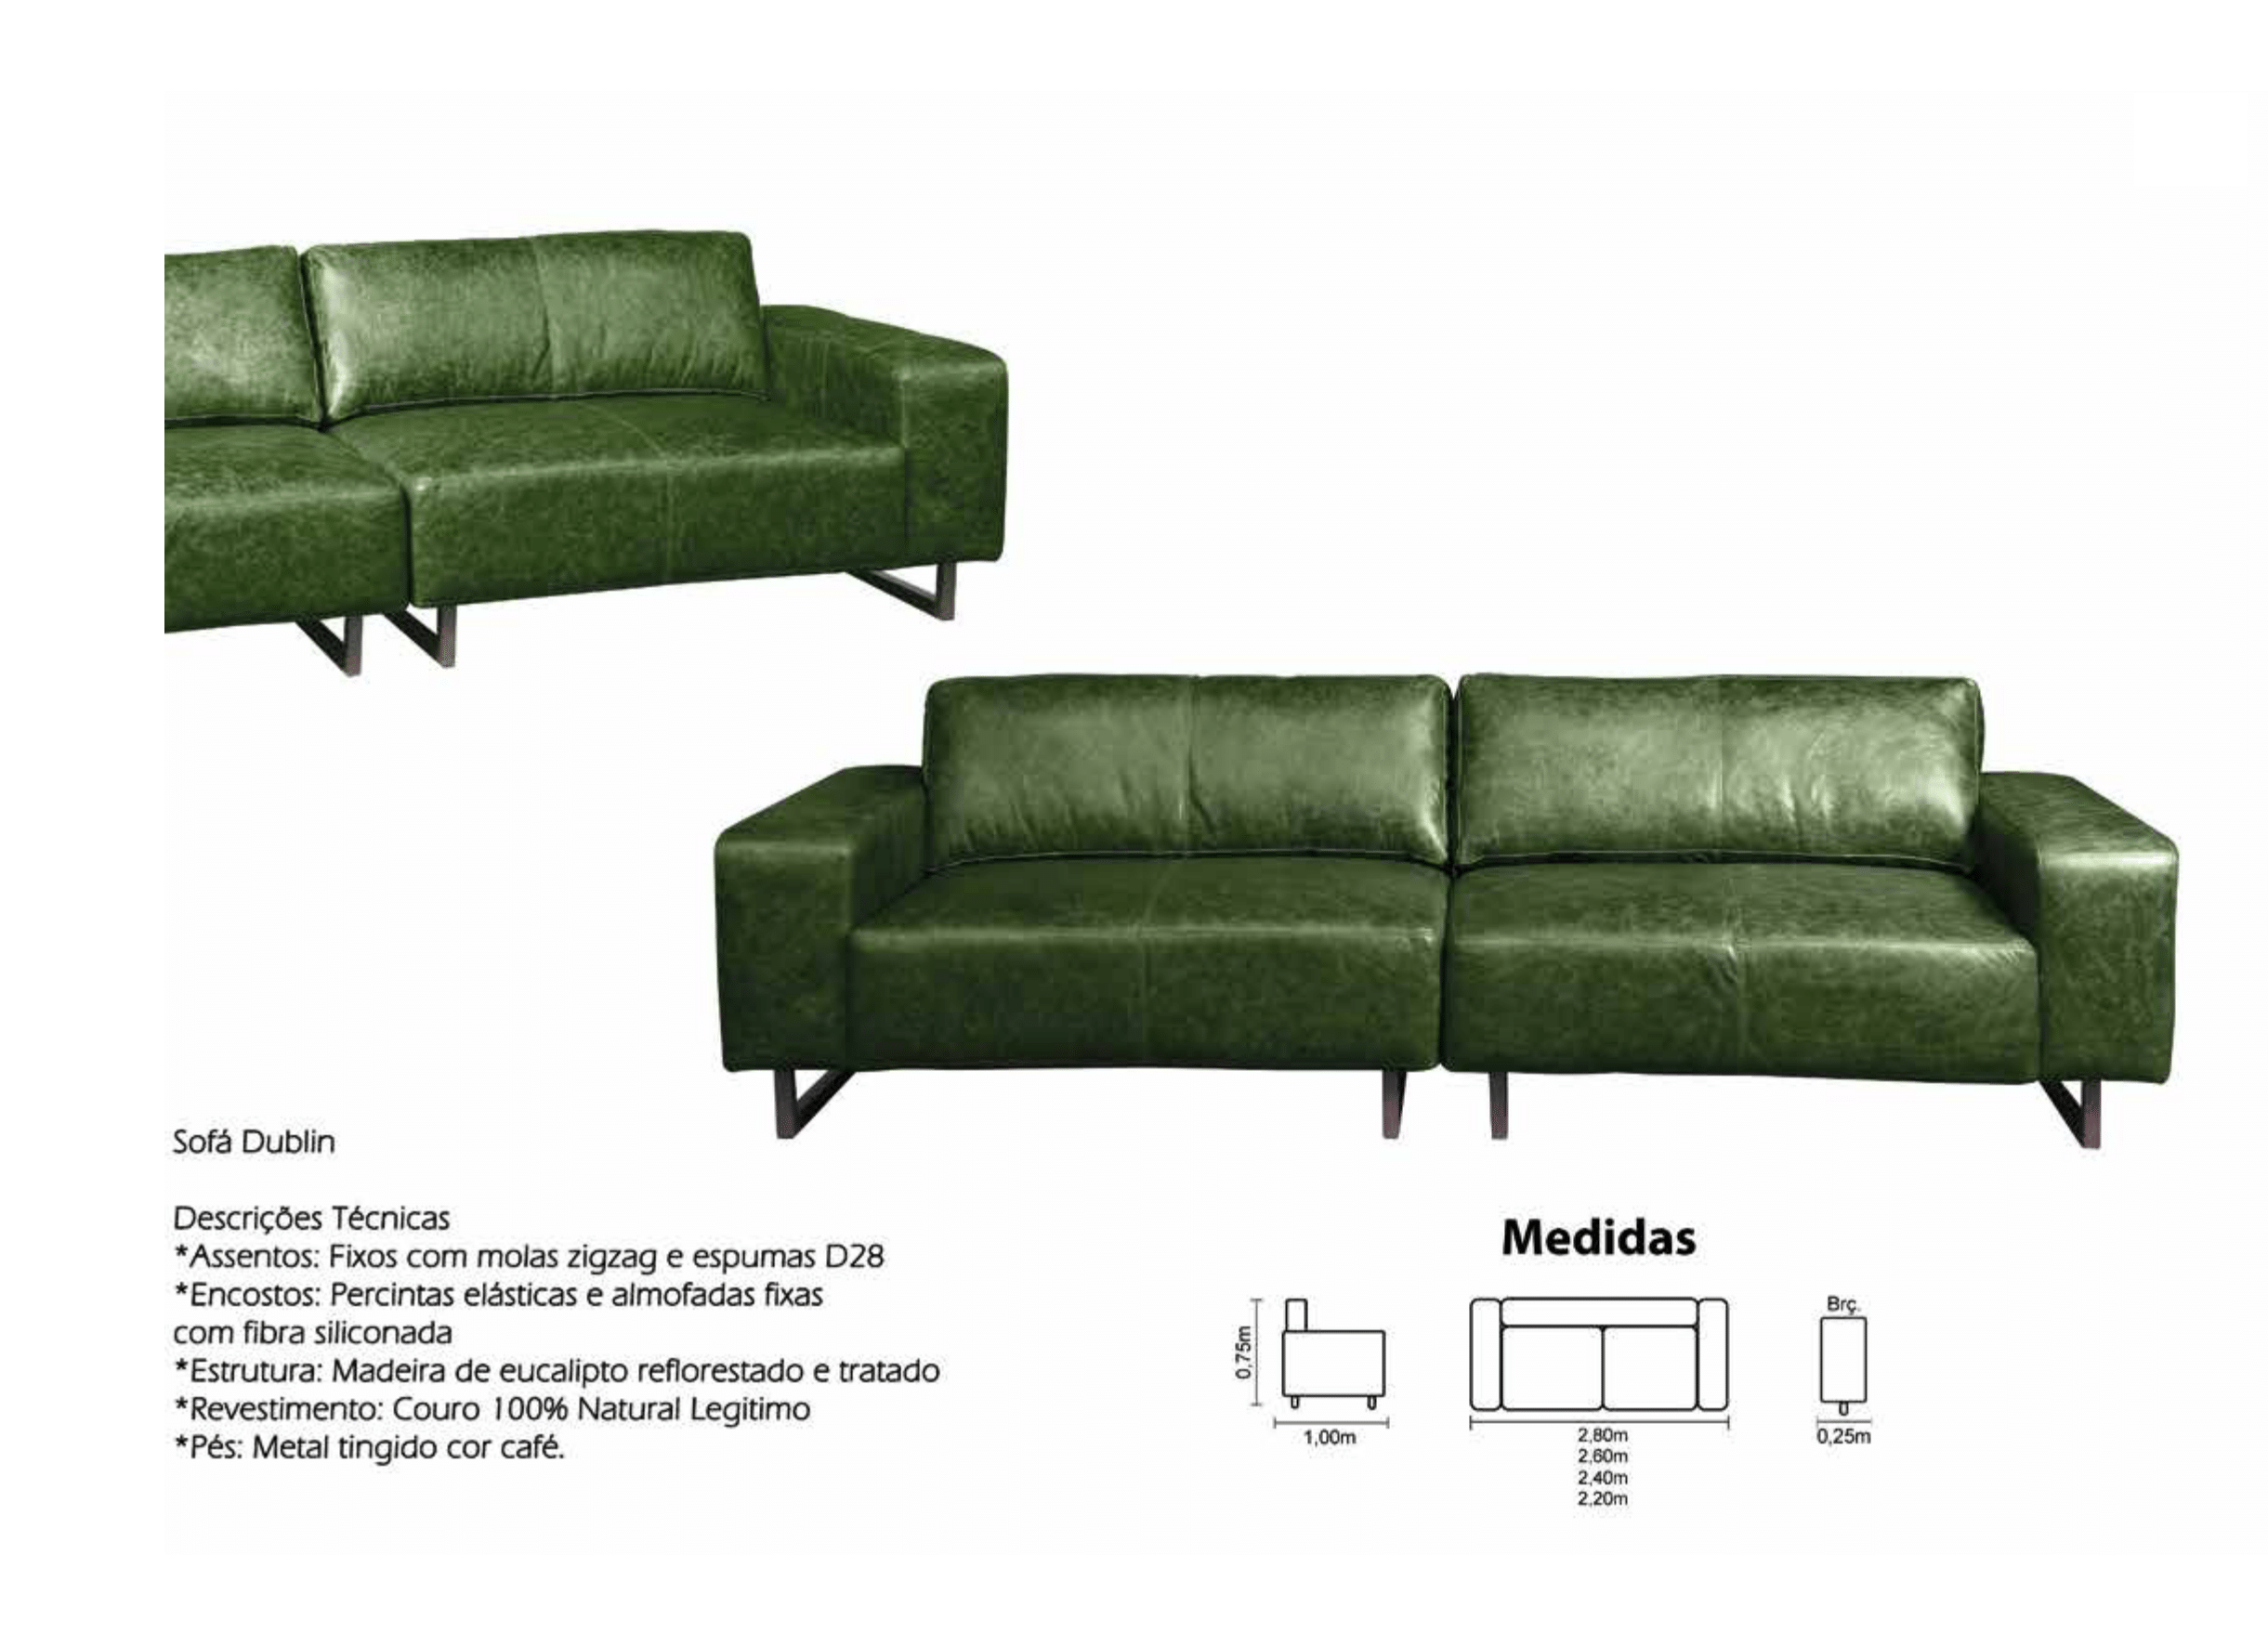 Sofá Dublin
Descrições Técnicas
*Assentos: Fixos com molas zigzag e espumas D28
*Encostos: Percintas elásticas e almofadas fixas
com fibra siliconada
*Estrutura: Madeira de eucalipto reflorestado e tratado
*Revestimento: Couro 100% Natural Legitimo
*Pés: Metal tingido cor café.
Medidas
0,75m
1,00m
2,80m
2,60m
2,40m
2,20m
Brç.
0,25m